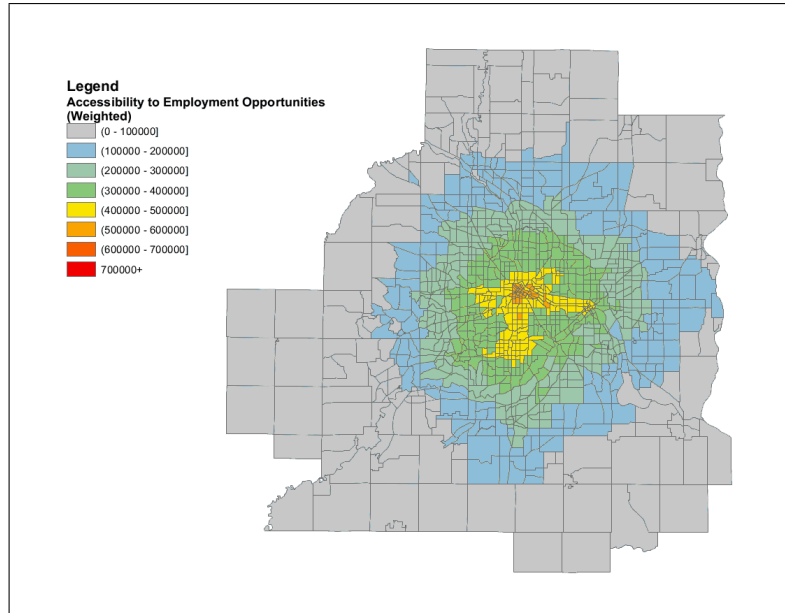 Legend
Accessibility to Employment Opportunities
(Weighted)
(0 - 100000]
(100000 - 200000]
(200000 - 300000]
(300000 - 400000]
(400000 - 500000]
(500000 - 600000]
(600000 - 700000]
700000+